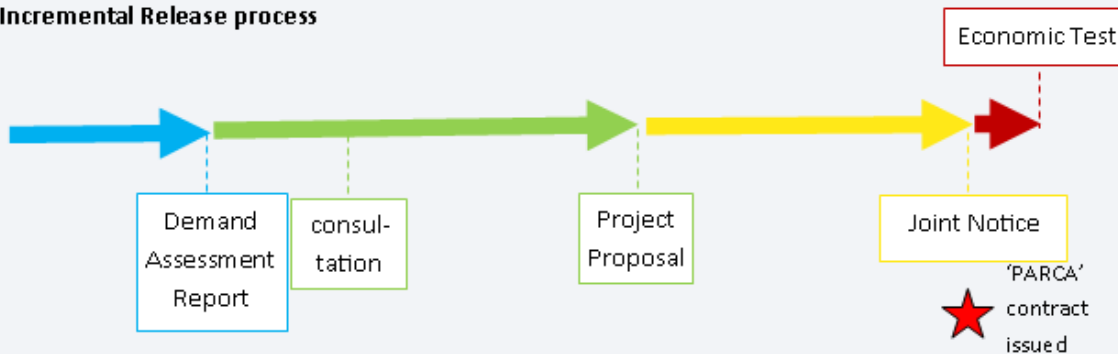 Incremental Release process
Economic Test
Demand
Assessment
Report
consul-
tation
Project
Proposal
Joint Notice
'PARCA'
contract
issued